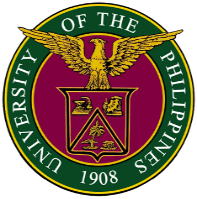 UNIVERSITY OF THE PHILIPPINES
1908